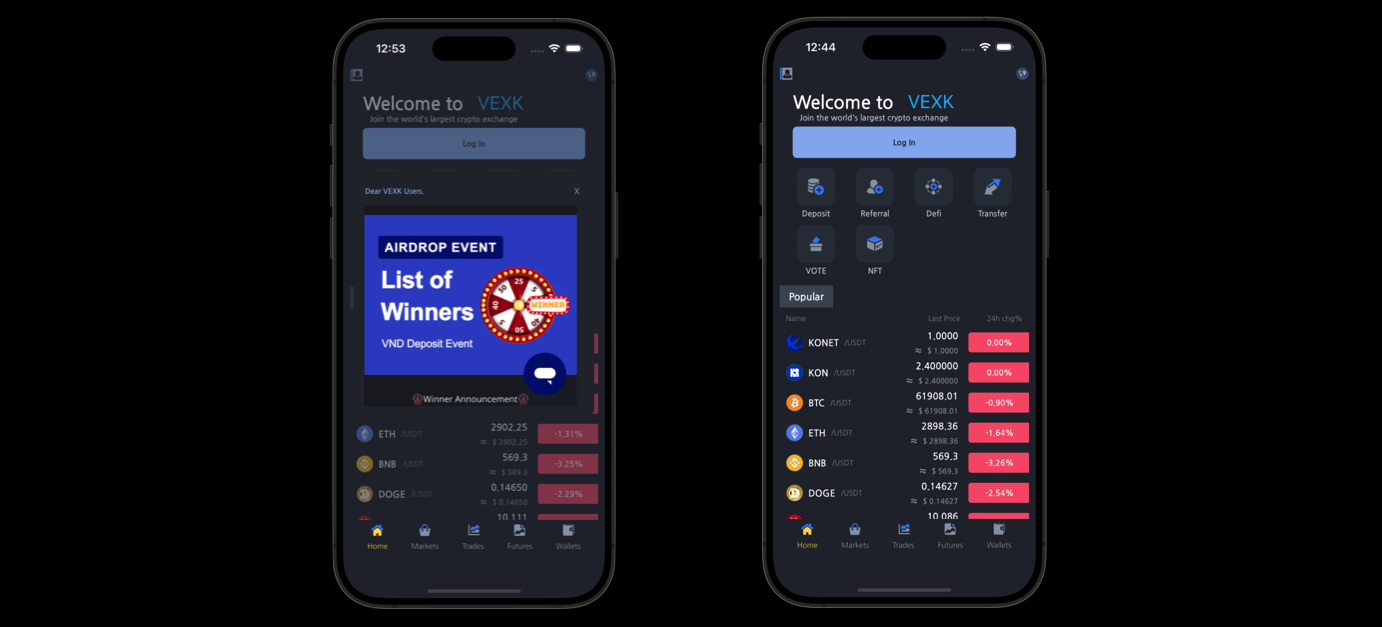 12:53
Welcome to VEXK
Join the world's largest crypto exchange
Log In
Dear VEXK Users,
X
AIRDROP EVENT
List of
Winners
25
5
50
40
50
40
5
WINNER
VND Deposit Event
Winner Announcement
ETH /USDT 2902,25 -1,31%
≈ $ 2902,25
BNB /USDT 569,3 -3,25%
≈ $ 569,3
DOGE /USDT 0,14650 -2,29%
≈ $ 0,14650
10,111
Home Markets Trades Futures Wallets
12:44
Welcome to VEXK
Join the world's largest crypto exchange
Log In
Deposit Referral Defi Transfer
VOTE NFT
Popular
Name Last Price 24h chg%
KONET /USDT 1,0000 0,00%
≈ $ 1,0000
KON /USDT 2,400000 0,00%
≈ $ 2,400000
BTC /USDT 61908,01 -0,90%
≈ $ 61908,01
ETH /USDT 2898,36 -1,64%
≈ $ 2898,36
BNB /USDT 569,3 -3,26%
≈ $ 569,3
DOGE /USDT 0,14627 -2,54%
≈ $ 0,14627
10,086
Home Markets Trades Futures Wallets